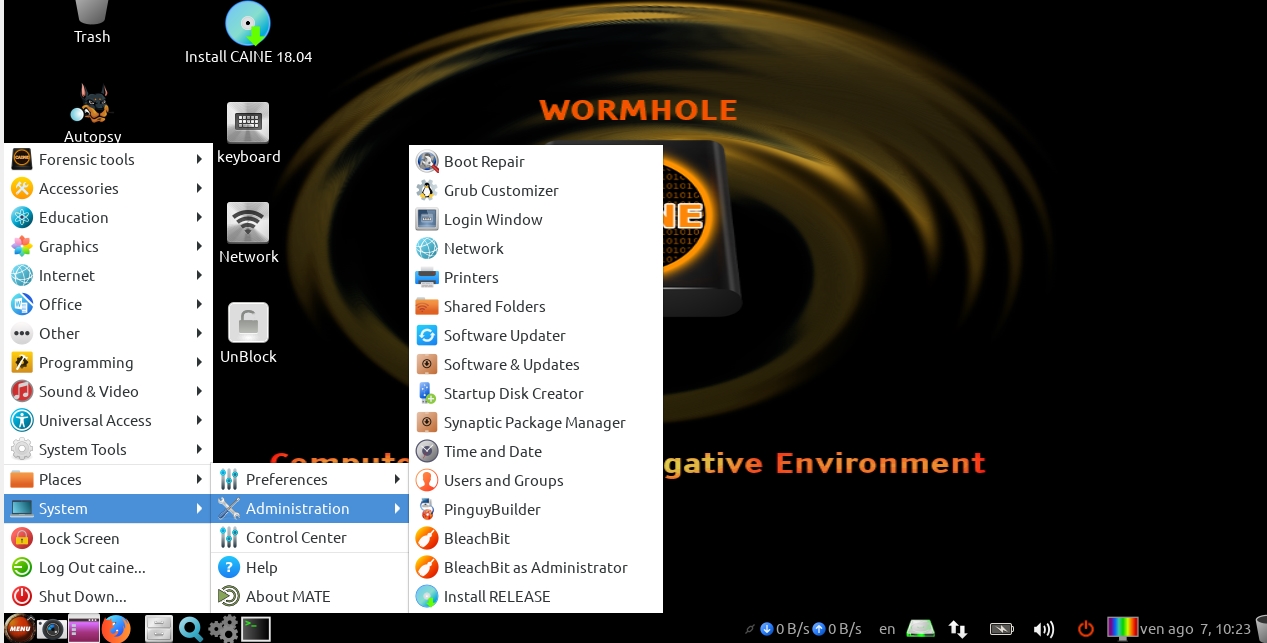 Trash
Install CAINE 18.04
WORMHOLE
Autopsy
keyboard
Network
UnBlock
NE
Forensic tools
Accessories
Education
Graphics
Internet
Office
Other
Programming
Sound & Video
Universal Access
System Tools
Places
System
Lock Screen
Log Out caine...
Shut Down...
Preferences
Administration
Control Center
Help
About MATE
Boot Repair
Grub Customizer
Login Window
Network
Printers
Shared Folders
Software Updater
Software & Updates
Startup Disk Creator
Synaptic Package Manager
Time and Date
Users and Groups
PinguyBuilder
BleachBit
BleachBit as Administrator
Install RELEASE
gative Environment
MENU
0 B/s 0 B/s en ven ago 7, 10:23